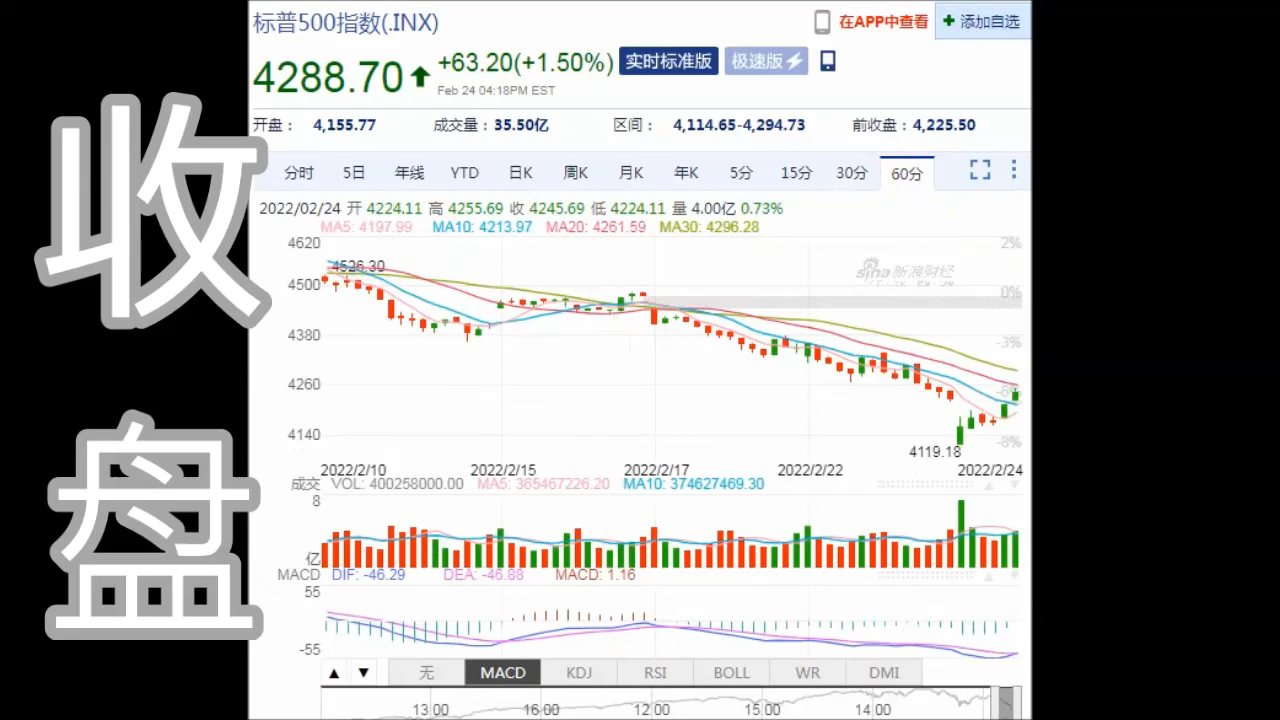 收
盘
标普500指数(.INX)
在APP中查看
添加自选
4288.70 +63.20(+1.50%)
实时标准版 极速版
Feb 24 04:18PM EST
开盘： 4,155.77 成交量：35.50亿 区间： 4,114.65-4,294.73 前收盘：4,225.50
分时 5日 年线 YTD 日K 周K 月K 年K 5分 15分 30分 60分
2022/02/24 开 4224.11 高 4255.69 收 4245.69 低 4224.11 量 4.00亿 0.73%
MA5: 4197.99 MA10: 4213.97 MA20: 4261.59 MA30: 4296.28
4620 2%
4526.30
sina 新浪财经
4500 0%
4380 -3%
4260 -6%
4140 -8%
4119.18
2022/2/10 2022/2/15 2022/2/17 2022/2/22 2022/2/24
成交 VOL: 400258000.00 MA5: 365467226.20 MA10: 374627469.30
8
亿
MACD DIF: -46.29 DEA: -46.88 MACD: 1.16
55
-55
▲ ▼ 无 MACD KDJ RSI BOLL WR DMI
13:00 16:00 12:00 15:00 14:00